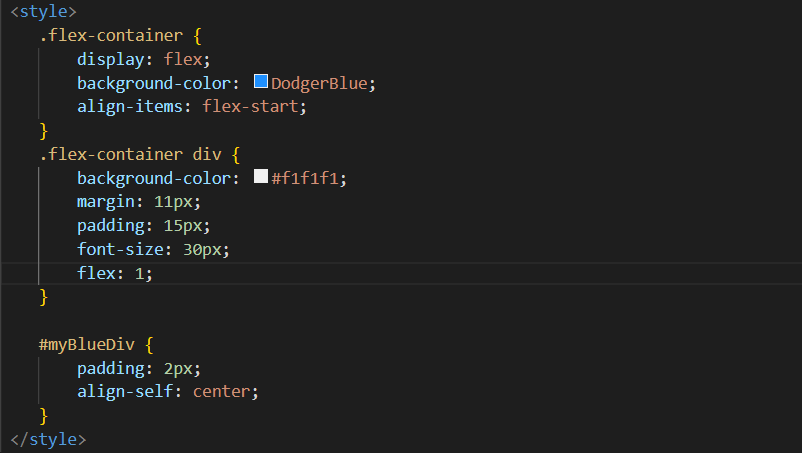 <style>
    .flex-container {
        display: flex;
        background-color: DodgerBlue;
        align-items: flex-start;
    }
    .flex-container div {
        background-color: #f1f1f1;
        margin: 11px;
        padding: 15px;
        font-size: 30px;
        flex: 1;
    }

    #myBlueDiv {
        padding: 2px;
        align-self: center;
    }
</style>